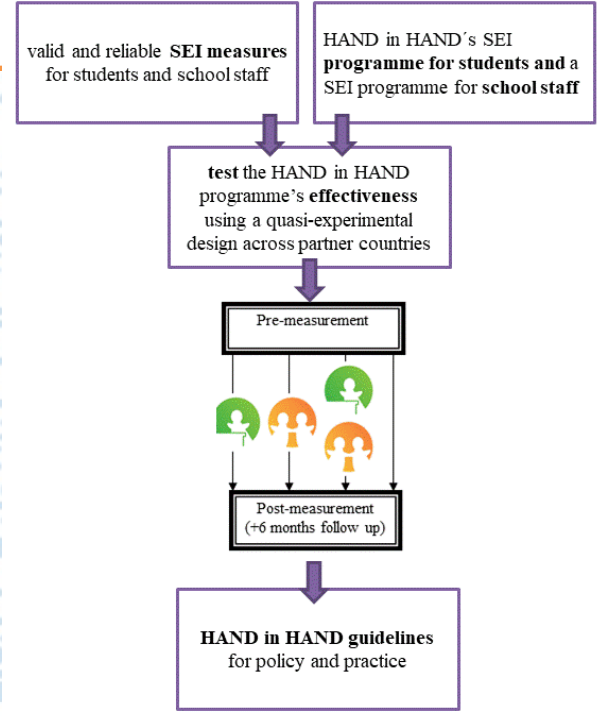 valid and reliable SEI measures
for students and school staff
HAND in HAND´s SEI
programme for students and a
SEI programme for school staff
test the HAND in HAND
programme's effectiveness
using a quasi-experimental
design across partner countries
Pre-measurement
Post-measurement
(+6 months follow up)
HAND in HAND guidelines
for policy and practice